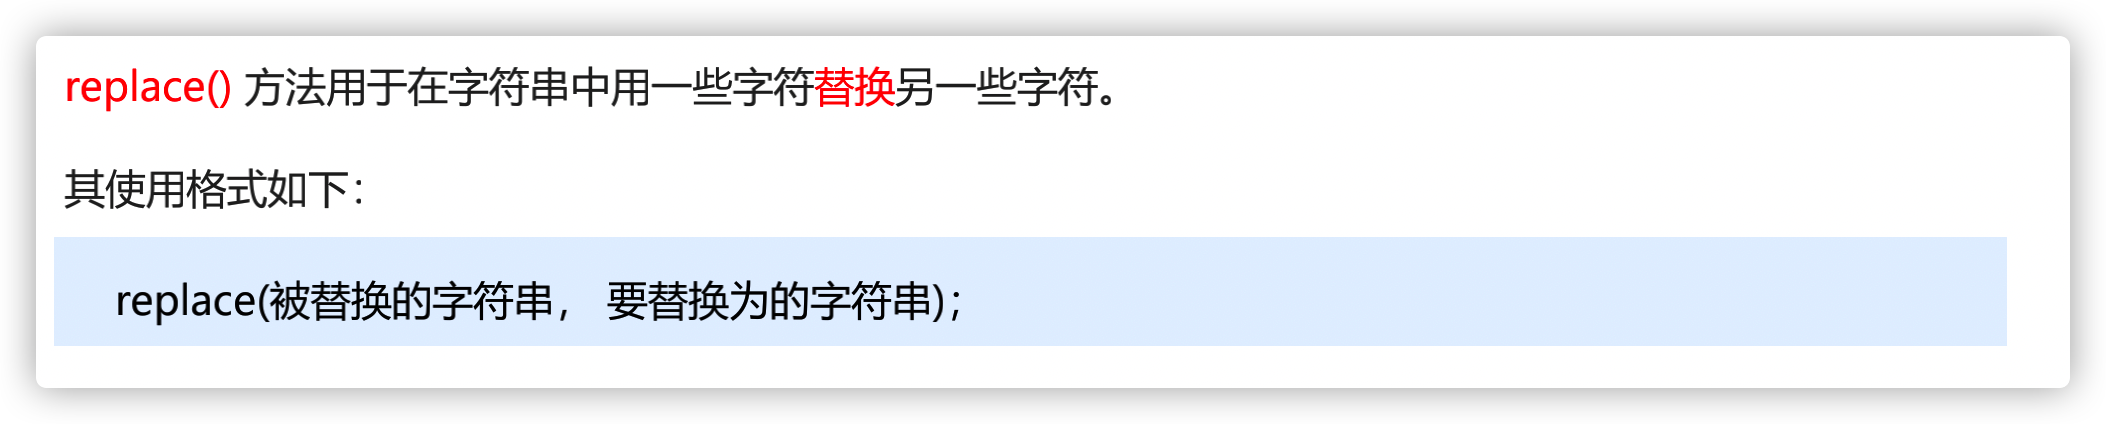 replace() 方法用于在字符串中用一些字符替换另一些字符。
其使用格式如下：
replace(被替换的字符串， 要替换为的字符串)；